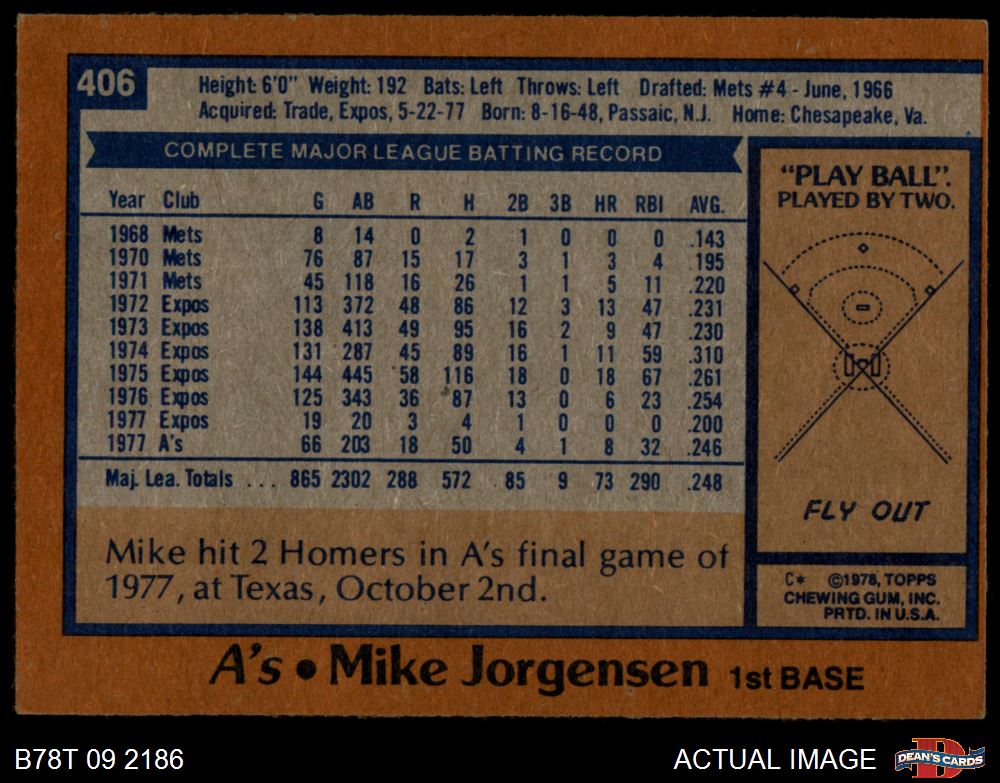 406
Height: 6'0" Weight: 192 Bats: Left Throws: Left Drafted: Mets #4 - June, 1966
Acquired: Trade, Expos, 5-22-77 Born: 8-16-48, Passaic, N.J. Home: Chesapeake, Va.
COMPLETE MAJOR LEAGUE BATTING RECORD
Year Club G AB R H 2B 3B HR RBI AVG.
1968 Mets 8 14 0 2 1 0 0 0 .143
1970 Mets 76 87 15 17 3 1 3 4 .195
1971 Mets 45 118 16 26 1 1 5 11 .220
1972 Expos 113 372 48 86 12 3 13 47 .231
1973 Expos 138 413 49 95 16 2 9 47 .230
1974 Expos 131 287 45 89 16 1 11 59 .310
1975 Expos 144 445 58 116 18 0 18 67 .261
1976 Expos 125 343 36 87 13 0 6 23 .254
1977 Expos 19 20 3 4 1 0 0 0 .200
1977 A's 66 203 18 50 4 1 8 32 .246
Maj. Lea. Totals ... 865 2302 288 572 85 9 73 290 .248
Mike hit 2 Homers in A's final game of
1977, at Texas, October 2nd.
"PLAY BALL".
PLAYED BY TWO.
FLY OUT
C* ©1978, TOPPS
CHEWING GUM, INC.
PRTD. IN U.S.A.
A's • Mike Jorgensen 1st BASE
B78T 09 2186
ACTUAL IMAGE
DEAN'S CARDS